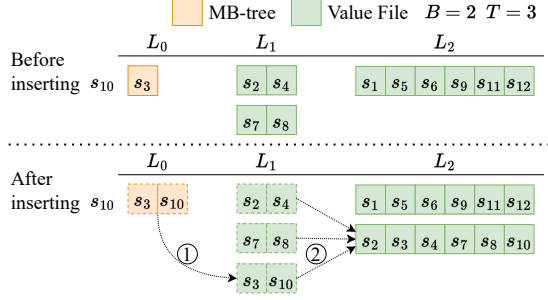 MB-tree Value File B = 2 T = 3
L₀ L₁ L₂
Before inserting s₁₀ s₃ s₂ s₄ s₁ s₅ s₆ s₉ s₁₁ s₁₂
s₇ s₈
L₀ L₁ L₂
After inserting s₁₀ s₃ s₁₀ s₂ s₄ s₁ s₅ s₆ s₉ s₁₁ s₁₂
① s₇ s₈ ② s₂ s₃ s₄ s₇ s₈ s₁₀
s₃ s₁₀